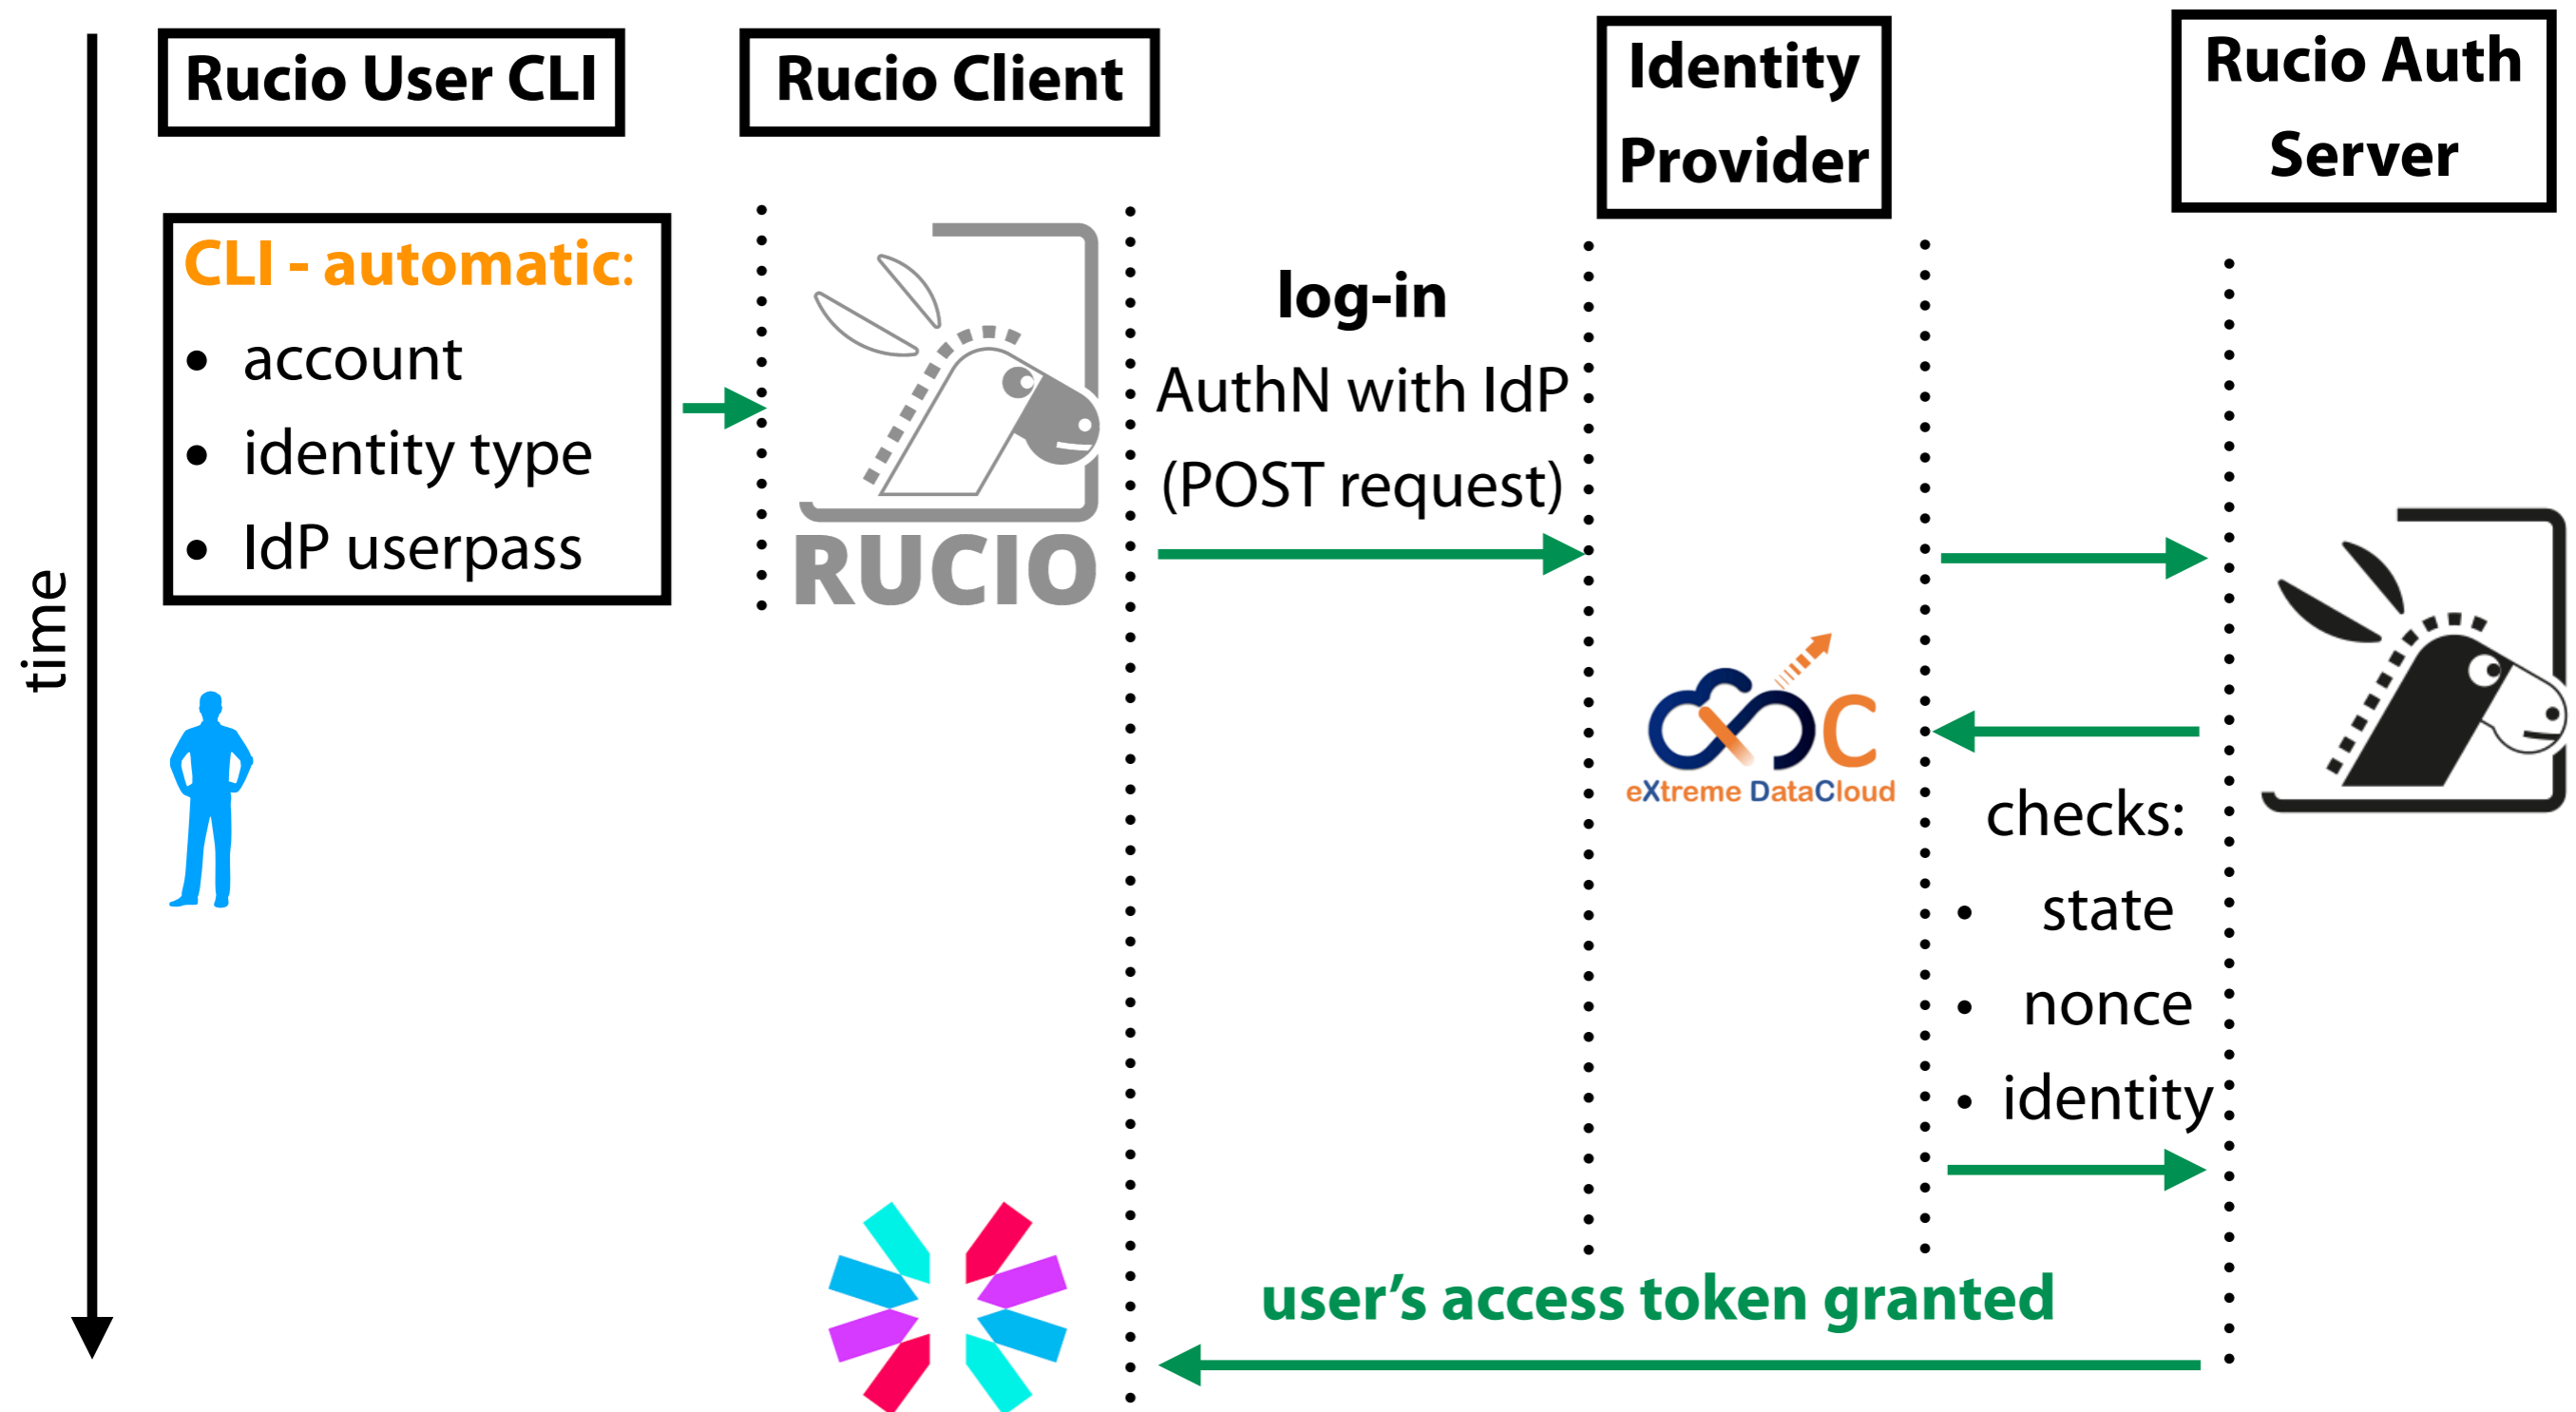 Rucio User CLI
Rucio Client
Identity
Provider
Rucio Auth
Server
CLI - automatic:
• account
• identity type
• IdP userpass
time
RUCIO
log-in
AuthN with IdP
(POST request)
C
eXtreme DataCloud
checks:
• state
• nonce
• identity
user’s access token granted